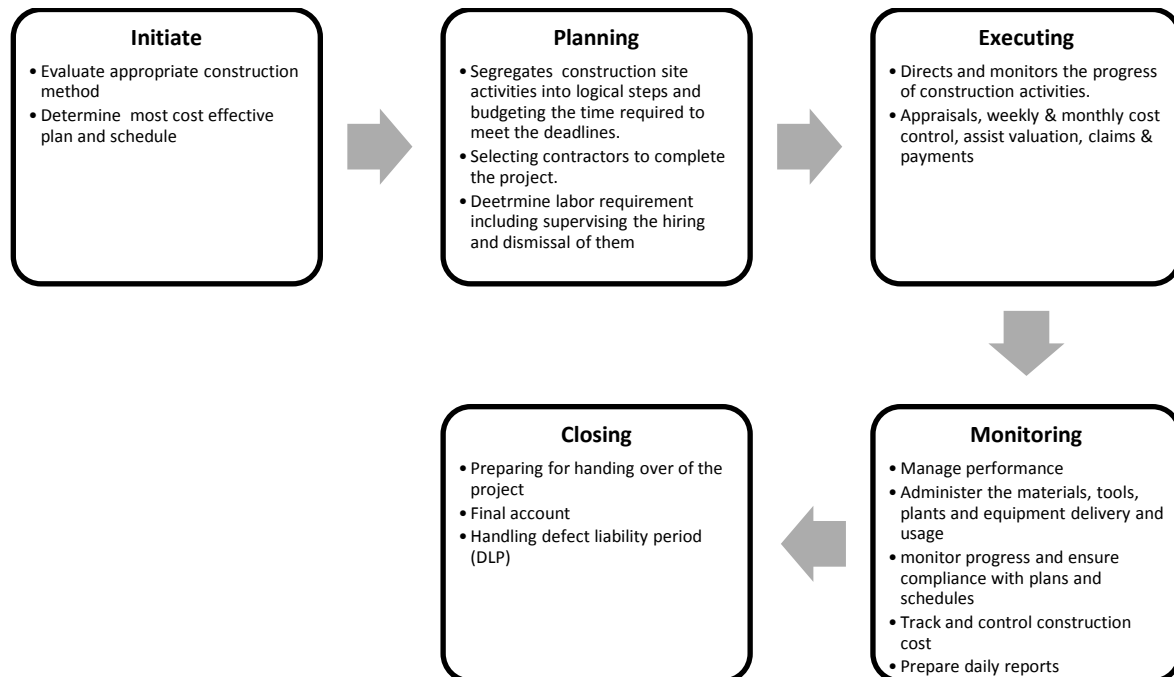 Initiate
• Evaluate appropriate construction
method
• Determine  most cost effective
plan and schedule
Planning
• Segregates  construction site
activities into logical steps and
budgeting the time required to
meet the deadlines.
• Selecting contractors to complete
the project.
• Deetrmine labor requirement
including supervising the hiring
and dismissal of them
Executing
• Directs and monitors the progress
of construction activities.
• Appraisals, weekly & monthly cost
control, assist valuation, claims &
payments
Closing
• Preparing for handing over of the
project
• Final account
• Handling defect liability period
(DLP)
Monitoring
• Manage performance
• Administer the materials, tools,
plants and equipment delivery and
usage
• monitor progress and ensure
compliance with plans and
schedules
• Track and control construction
cost
• Prepare daily reports